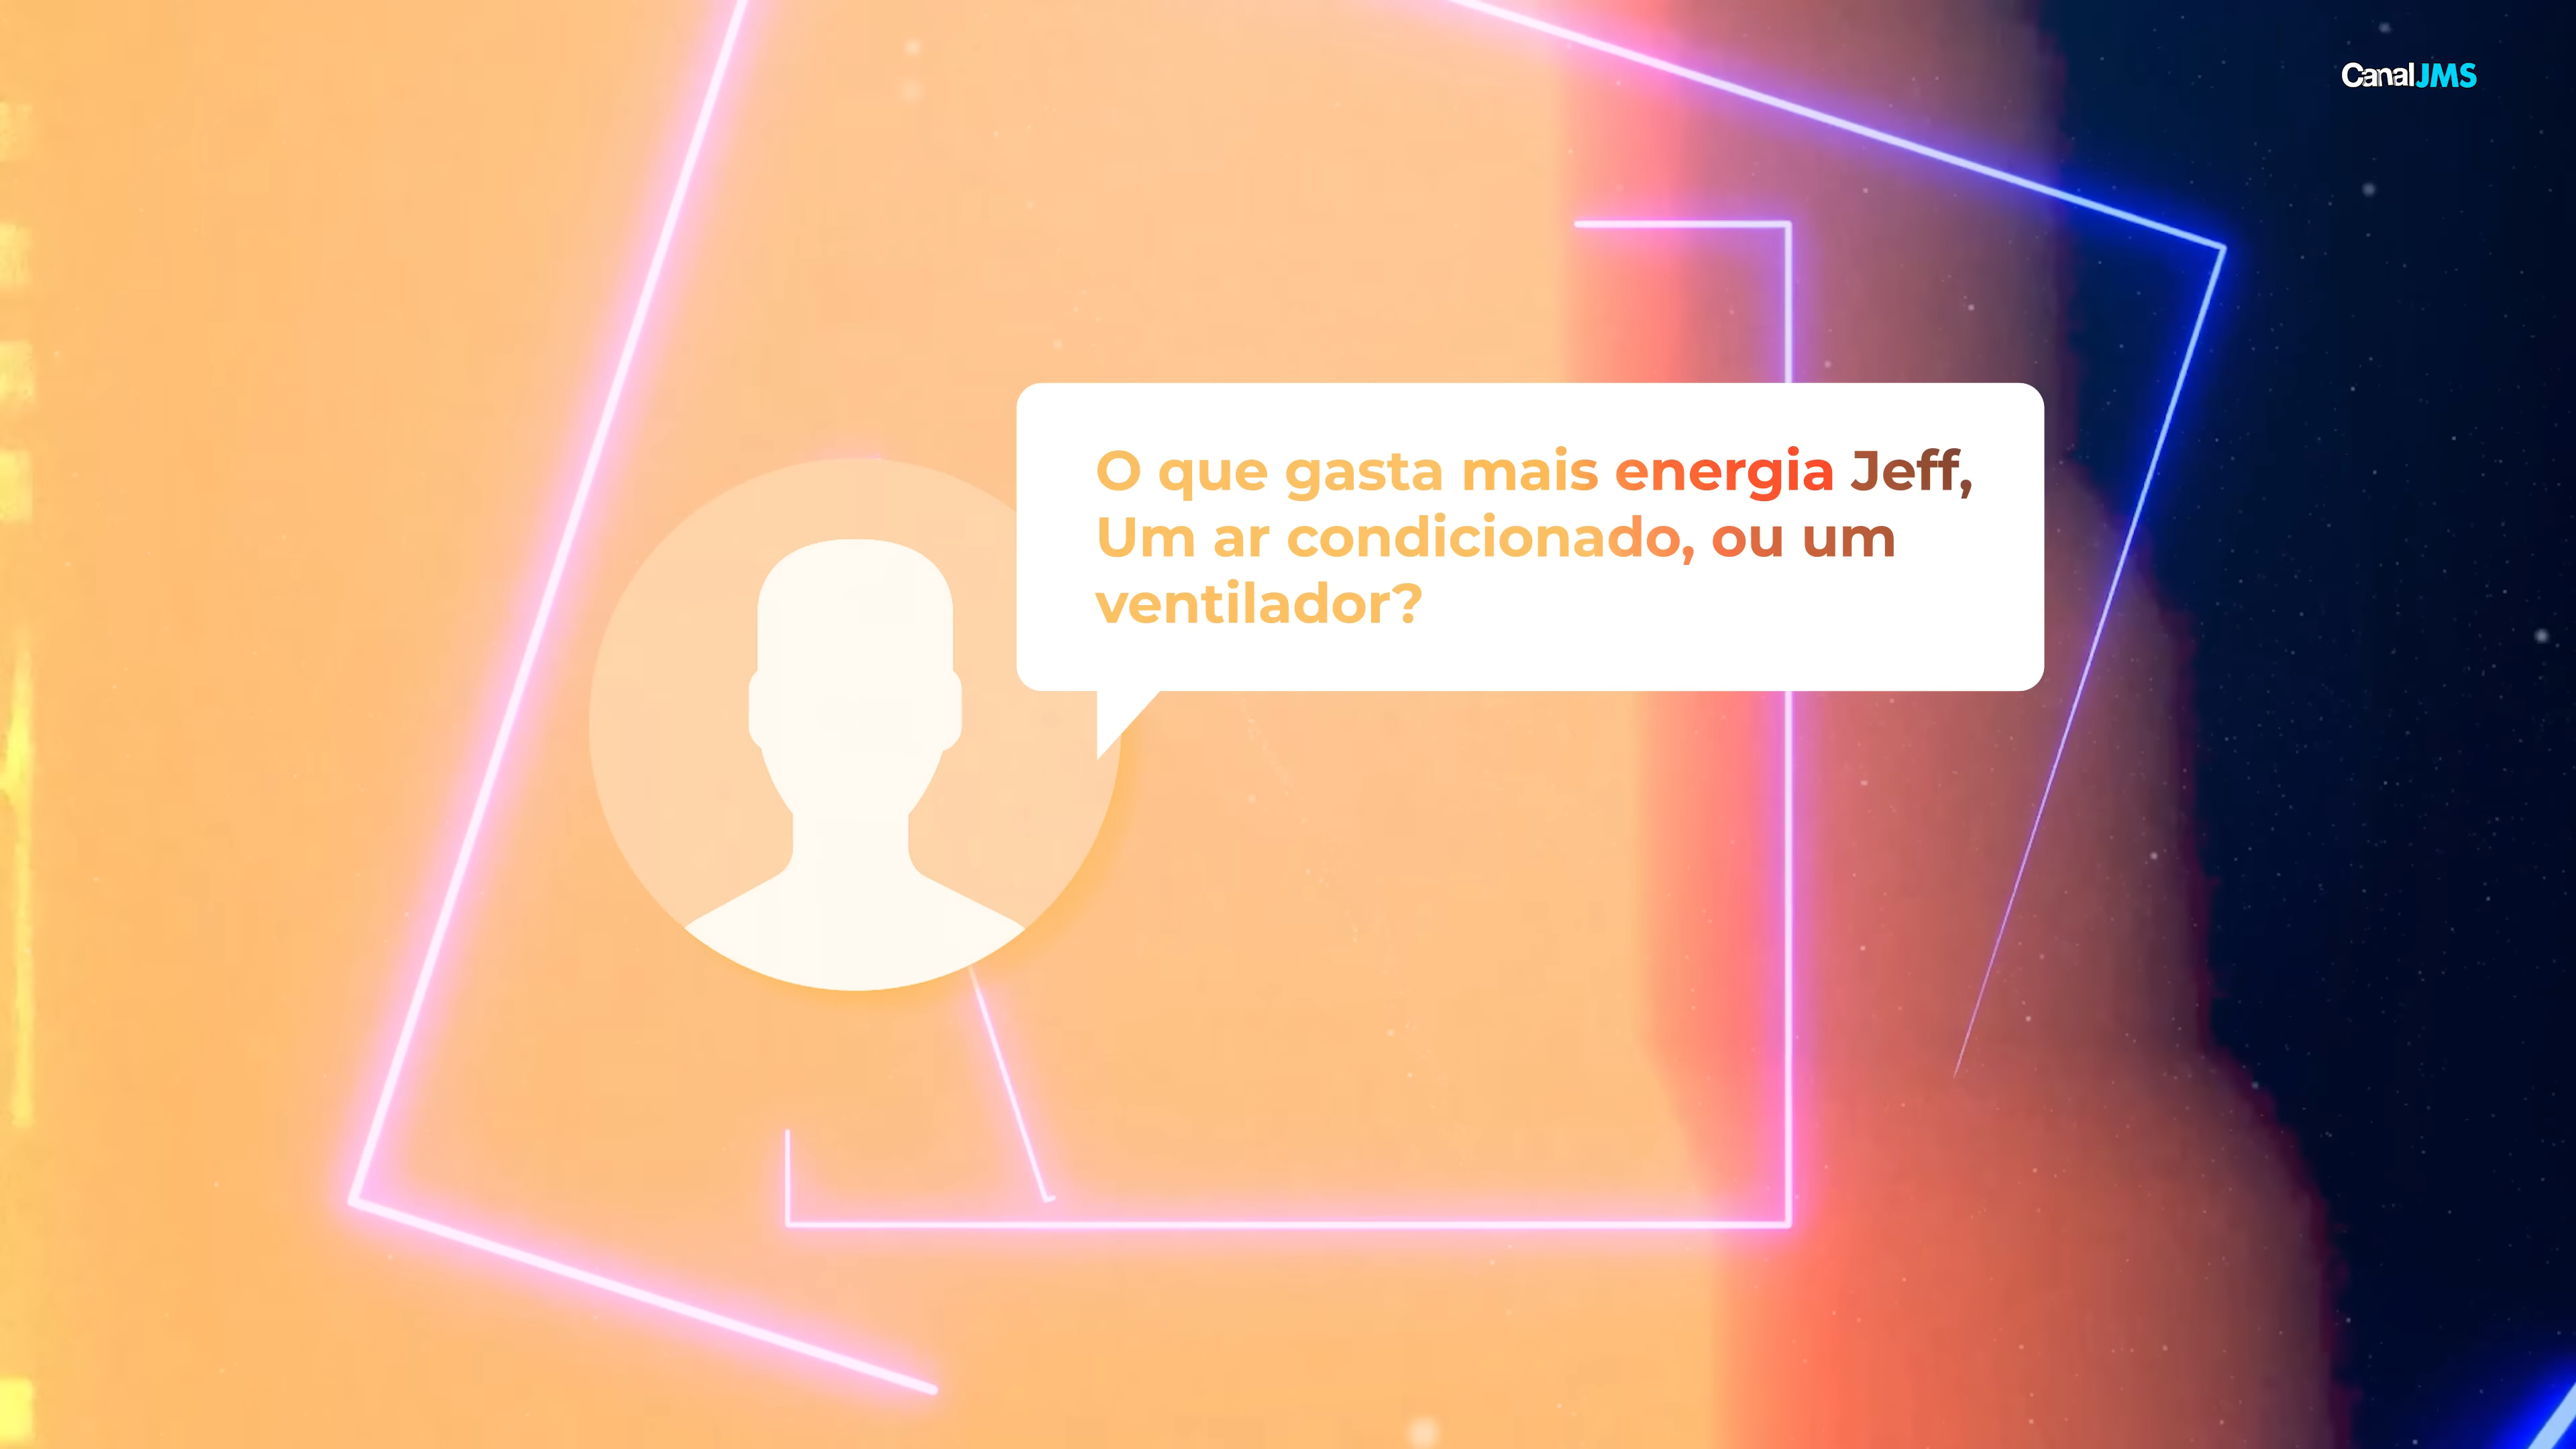 CanalJMS
O que gasta mais energia Jeff,
Um ar condicionado, ou um
ventilador?